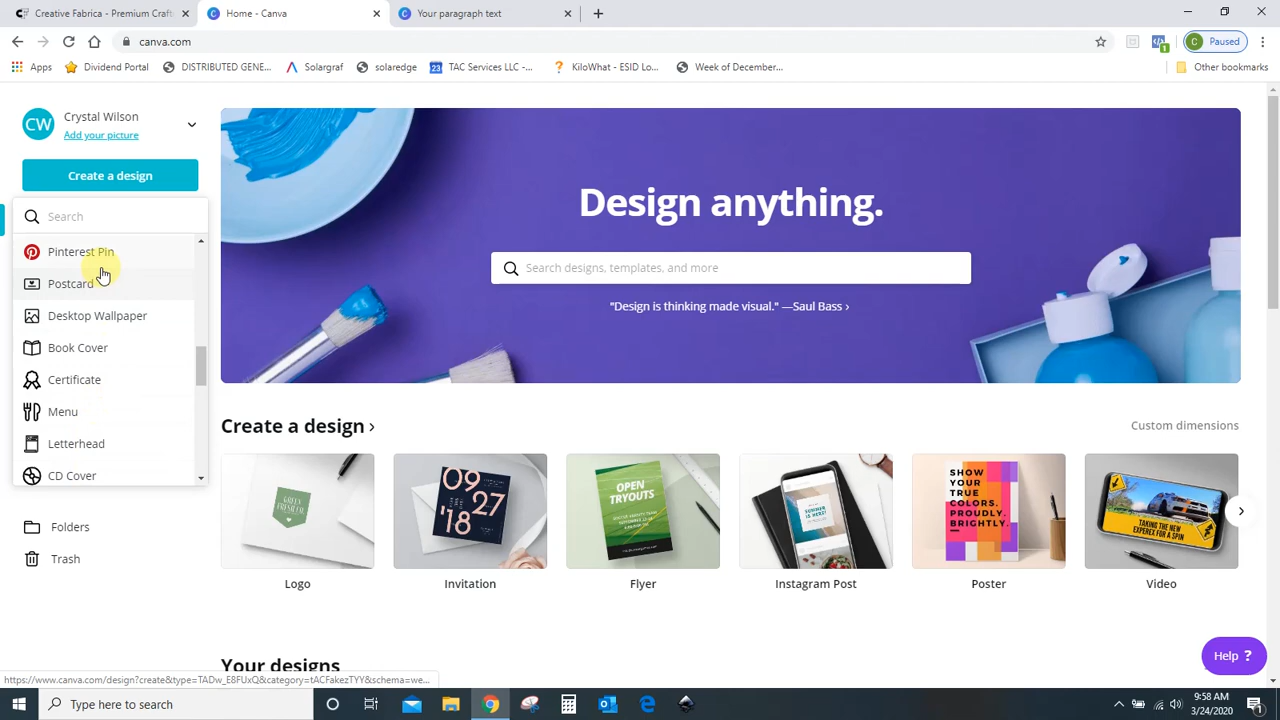 Creative Fabrica - Premium Craft
Home - Canva
Your paragraph text
canva.com
Paused
Apps
Dividend Portal
DISTRIBUTED GENE...
Solargraf
solaredge
23
TAC Services LLC -...
KiloWhat - ESID Lo...
Week of December...
Other bookmarks
CW
Crystal Wilson
Add your picture
Create a design
Search
Pinterest Pin
Postcard
Desktop Wallpaper
Book Cover
Certificate
Menu
Letterhead
CD Cover
Folders
Trash
Design anything.
Search designs, templates, and more
"Design is thinking made visual." —Saul Bass ›
Create a design ›
Custom dimensions
GREEN
09
27
'18
OPEN
TRYOUTS
SUMMER
IS HERE!
SHOW
YOUR
TRUE
COLORS.
PROUDLY.
BRIGHTLY.
TAKING THE NEW
EXPEREX FOR A SPIN
Logo
Invitation
Flyer
Instagram Post
Poster
Video
Your designs
Help ?
https://www.canva.com/design?create&type=TADw_E8FUxQ&category=tACFakezTYY&schema=we...
Type here to search
9:58 AM
3/24/2020